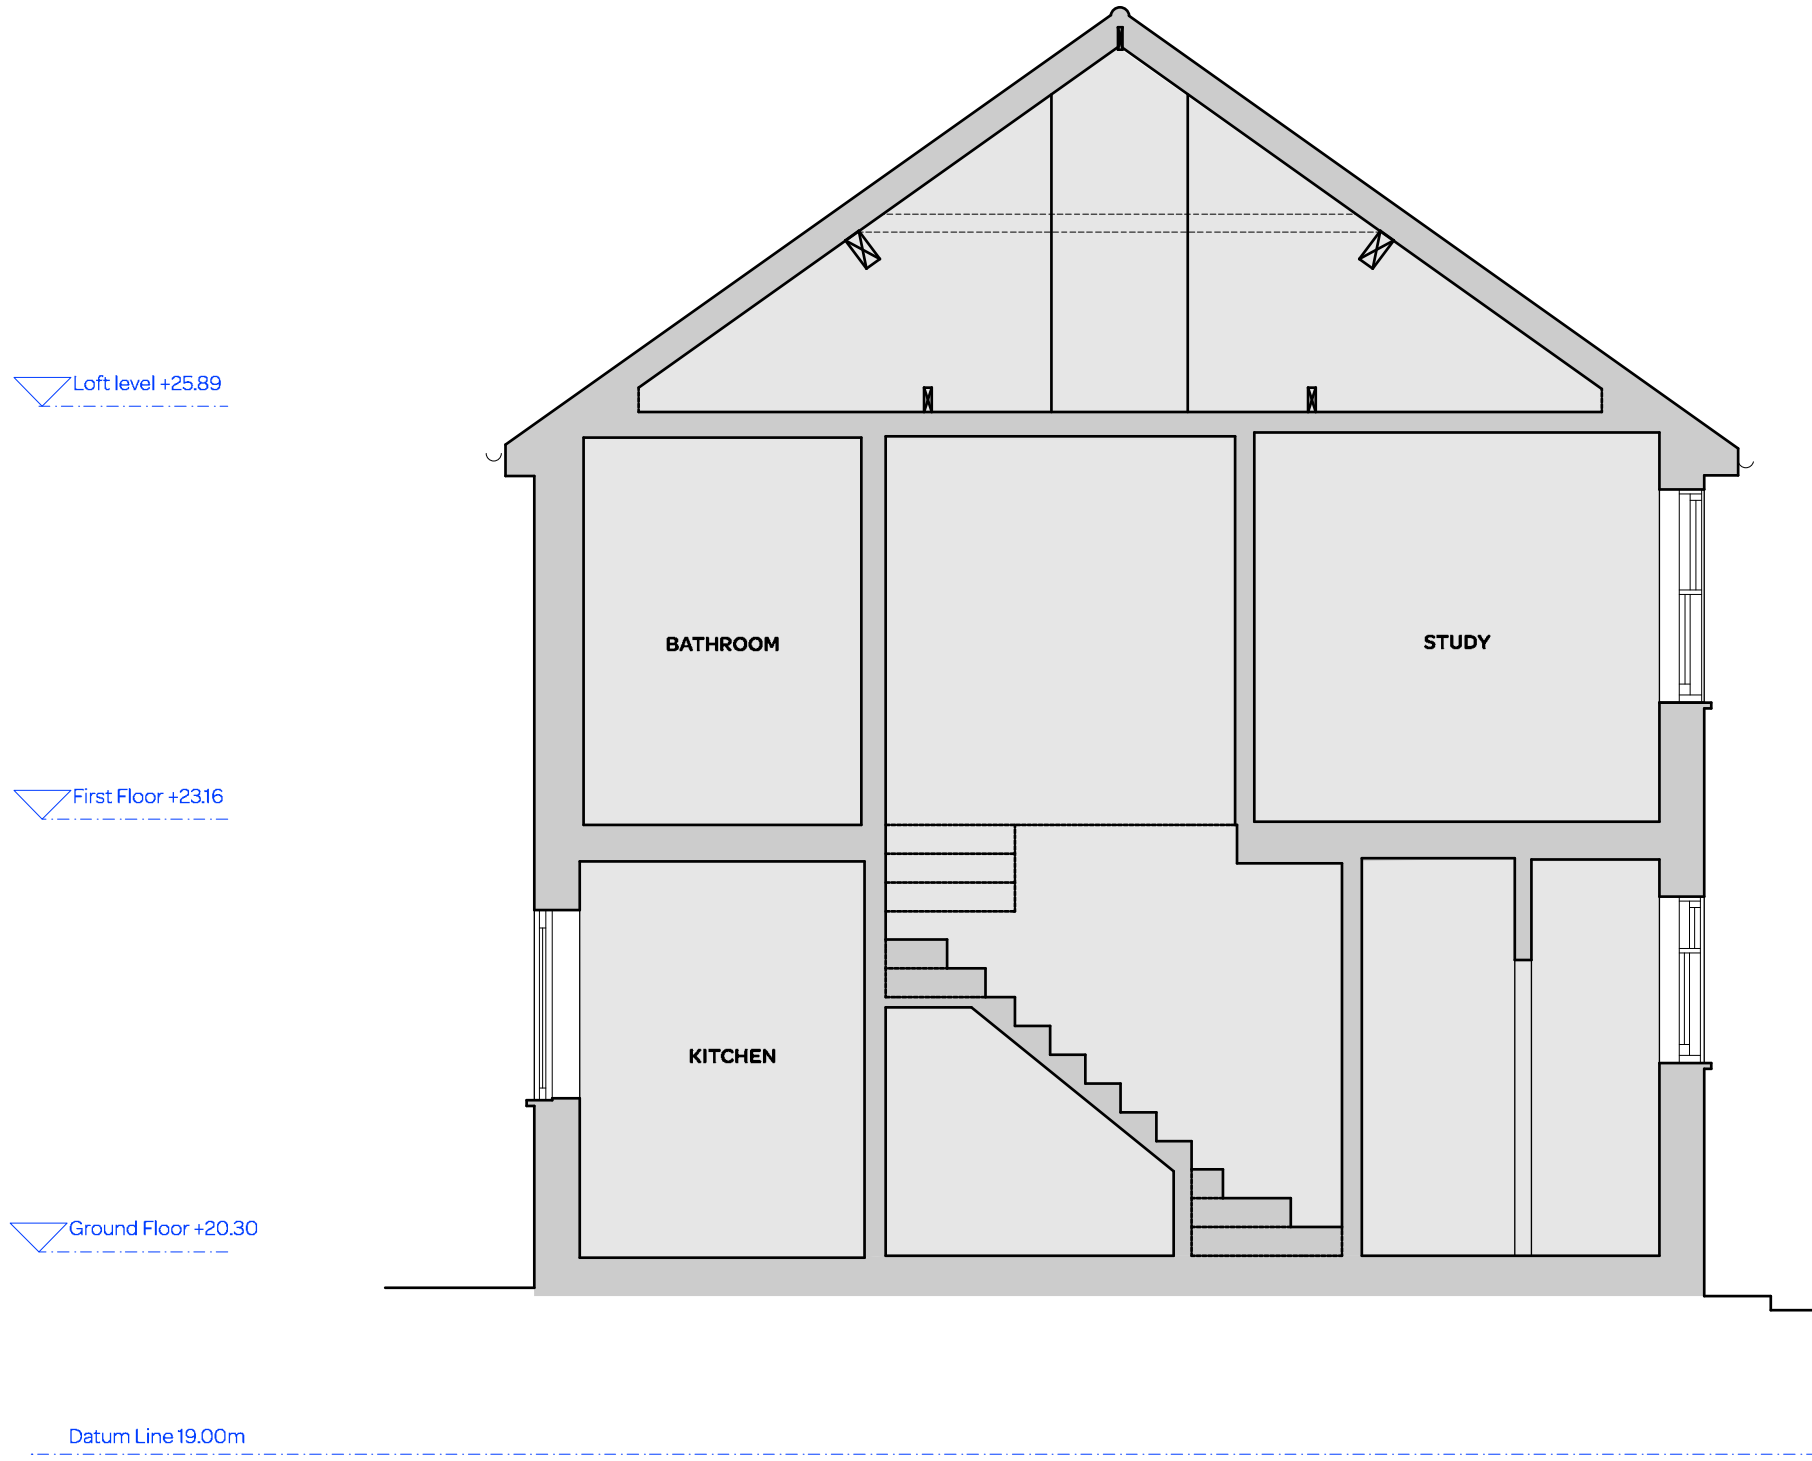 Loft level +25.89
BATHROOM
STUDY
First Floor +23.16
KITCHEN
Ground Floor +20.30
Datum Line 19.00m